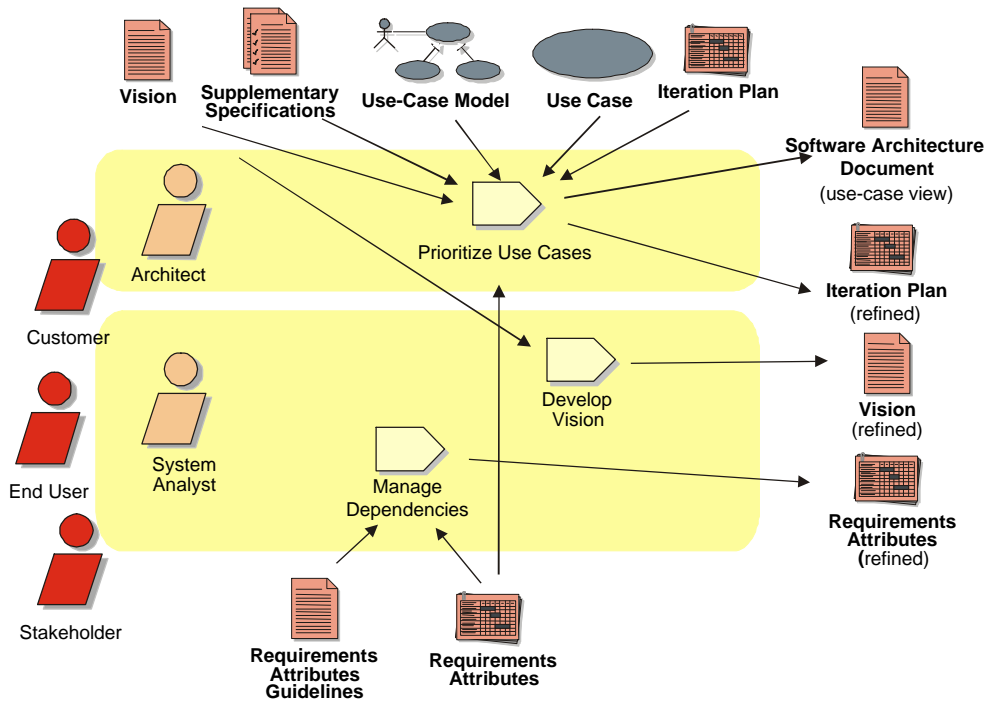 Vision
Supplementary
Specifications
Use-Case Model
Use Case
Iteration Plan
Software Architecture
Document
(use-case view)
Architect
Prioritize Use Cases
Iteration Plan
(refined)
Customer
Develop
Vision
Vision
(refined)
System
Analyst
End User
Manage
Dependencies
Requirements
Attributes
(refined)
Stakeholder
Requirements
Attributes
Guidelines
Requirements
Attributes